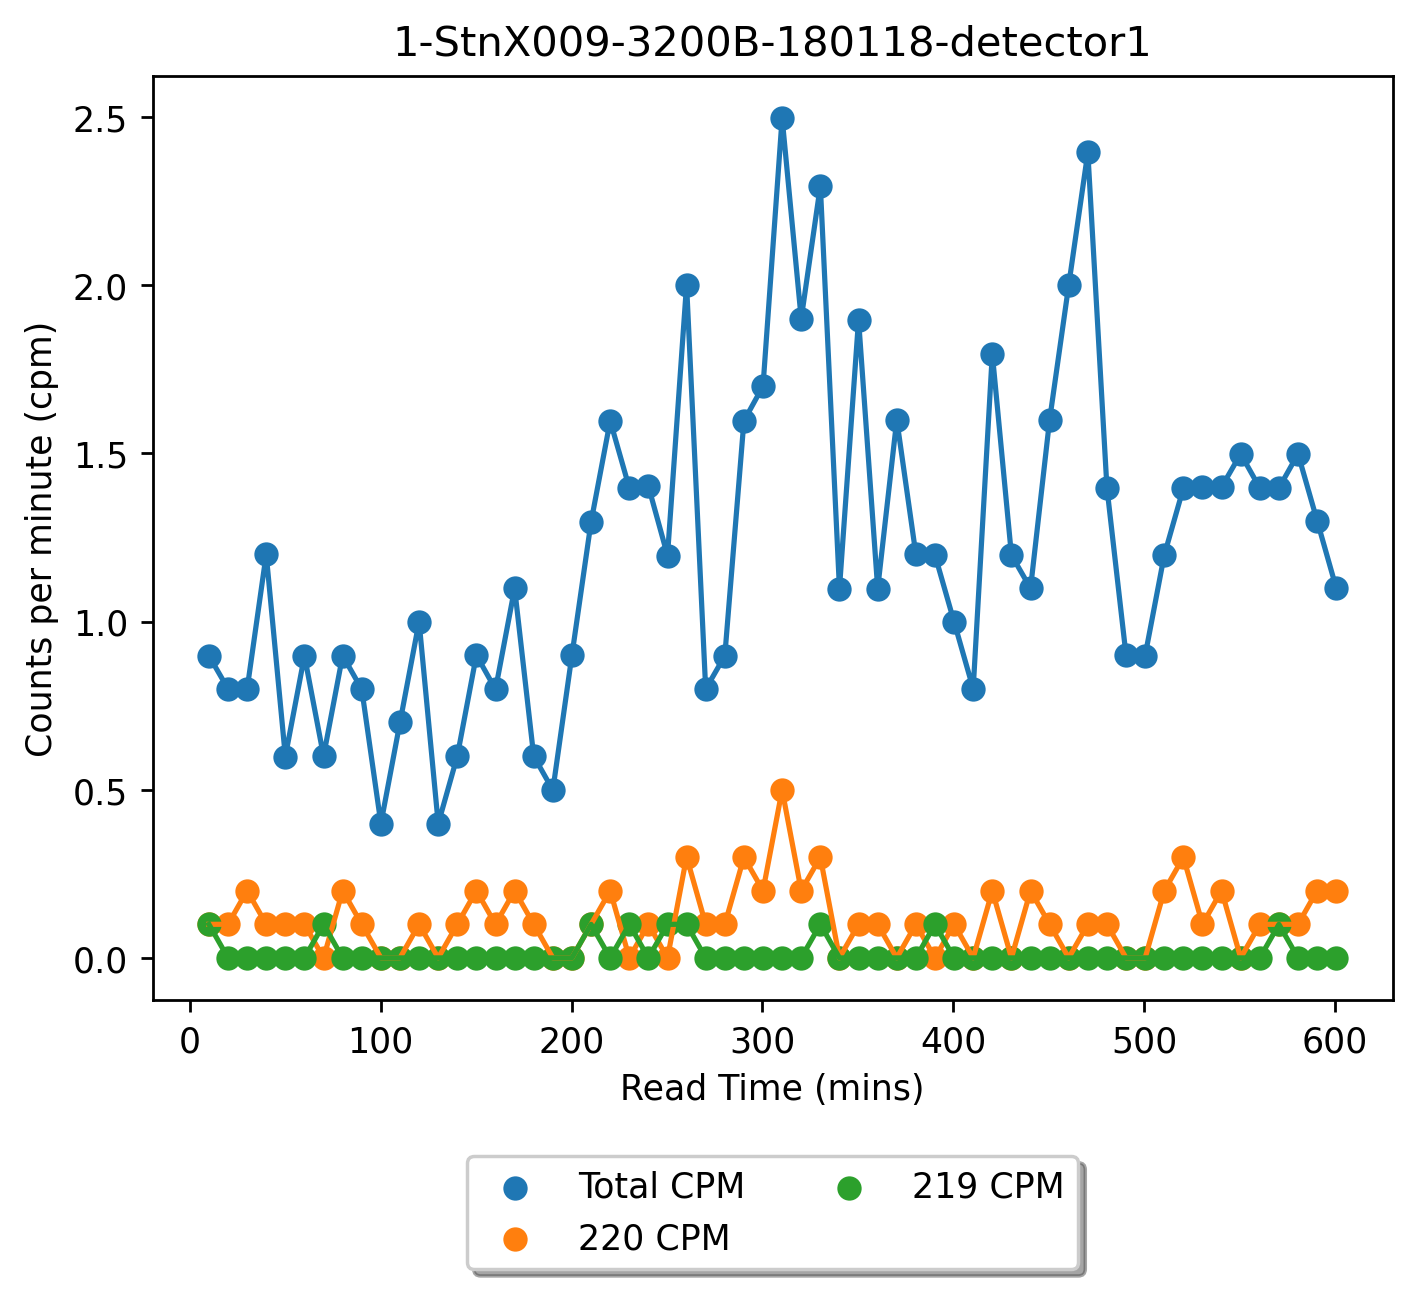 1-StnX009-3200B-180118-detector1
Counts per minute (cpm)
2.5
2.0
1.5
1.0
0.5
0.0
0 100 200 300 400 500 600
Read Time (mins)
Total CPM 219 CPM
220 CPM